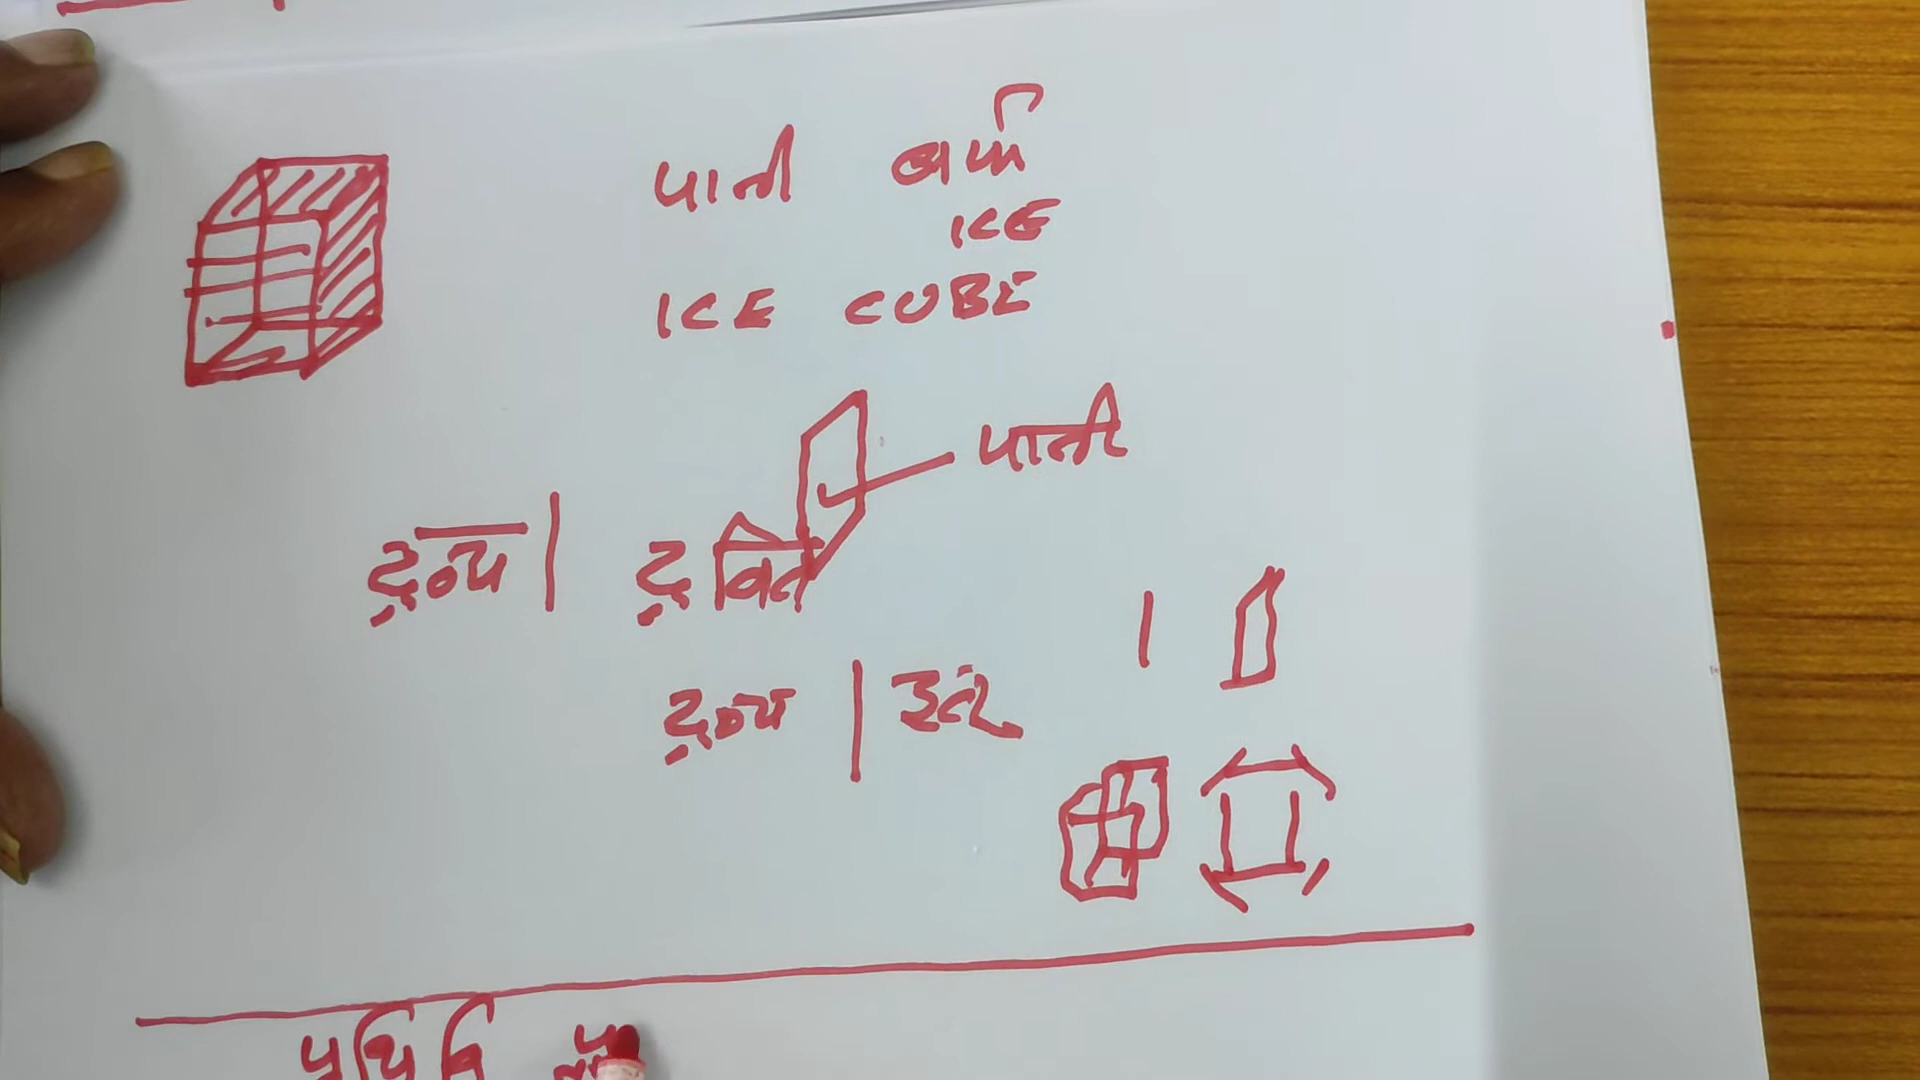 पानी बर्फ
ICE
ICE CUBE
पानी
द्रव्य | द्रवित
द्रव्य |